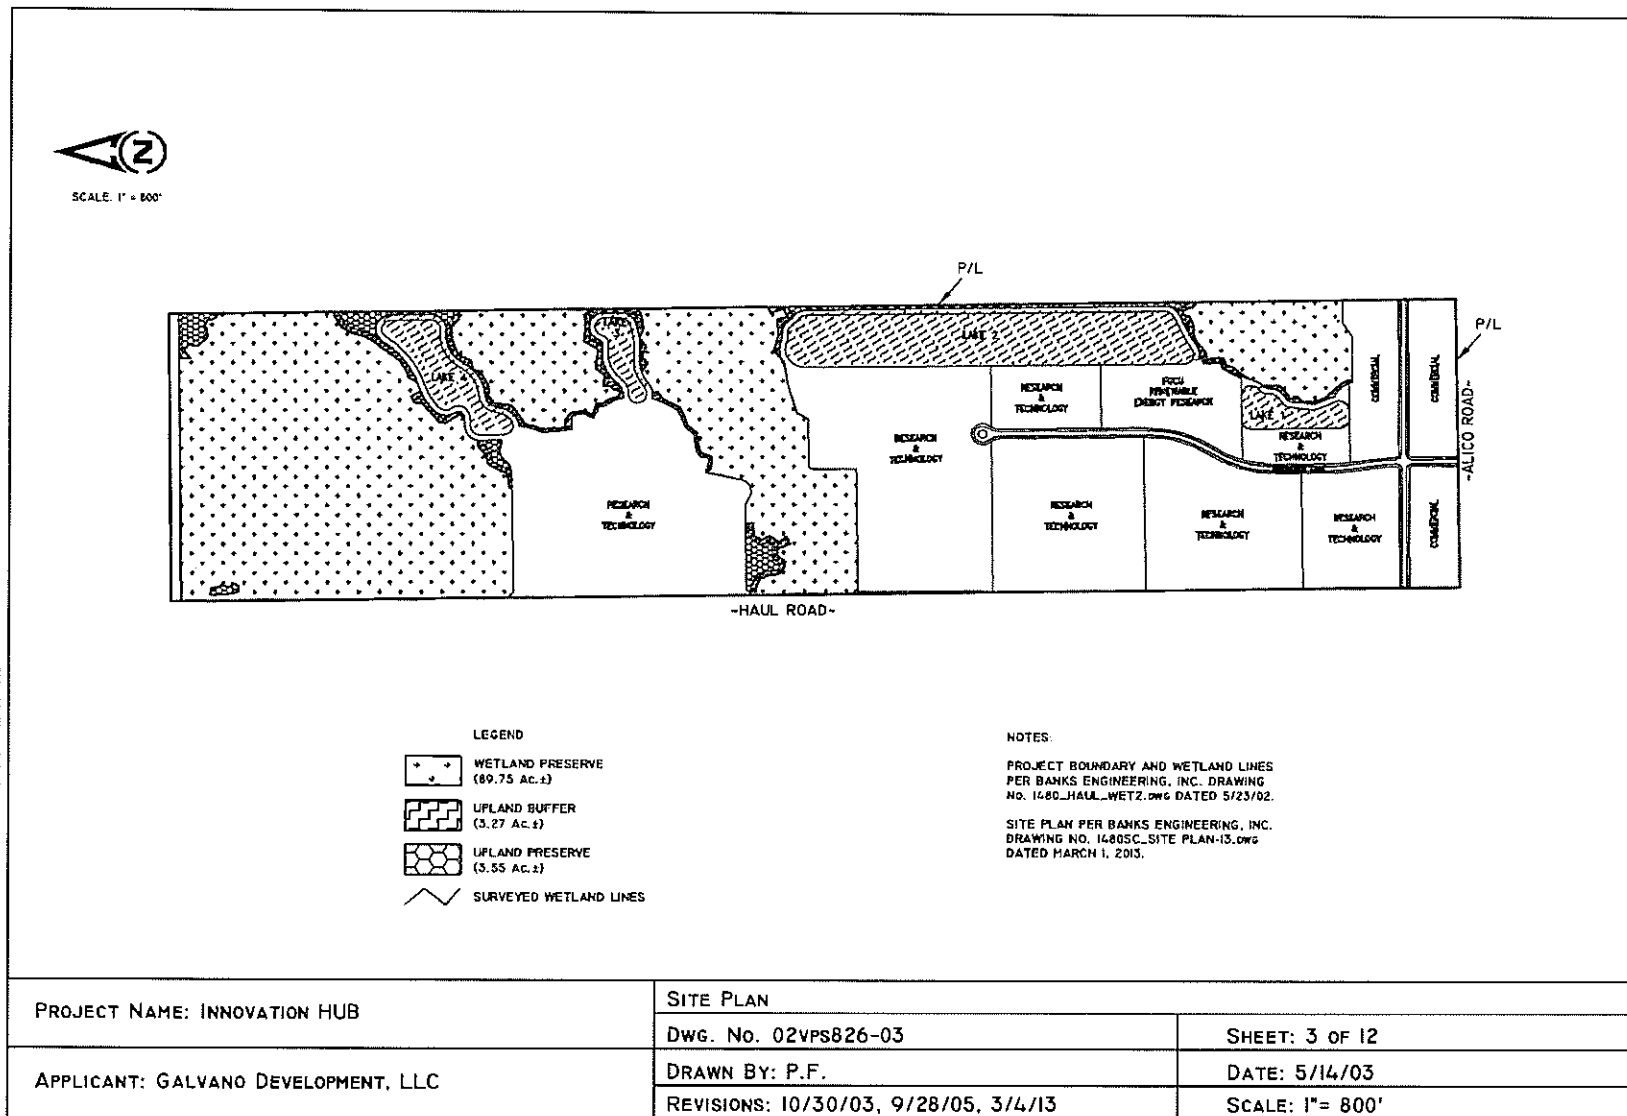 N
SCALE: 1" = 800'
P/L
P/L
LAKE
LAKE
LAKE 2
LAKE 1
RESEARCH
&
TECHNOLOGY
FGCU
RENEWABLE
ENERGY RESEARCH
RESEARCH
&
TECHNOLOGY
RESEARCH
&
TECHNOLOGY
RESEARCH
&
TECHNOLOGY
RESEARCH
&
TECHNOLOGY
RESEARCH
&
TECHNOLOGY
RESEARCH
&
TECHNOLOGY
COMMERCIAL
COMMERCIAL
COMMERCIAL
-ALICO ROAD-
-HAUL ROAD-
LEGEND
WETLAND PRESERVE
(89.75 AC.±)
UPLAND BUFFER
(3.27 AC.±)
UPLAND PRESERVE
(3.55 AC.±)
SURVEYED WETLAND LINES
NOTES:
PROJECT BOUNDARY AND WETLAND LINES
PER BANKS ENGINEERING, INC. DRAWING
NO. 1480_HAUL_WET2.DWG DATED 5/23/02.
SITE PLAN PER BANKS ENGINEERING, INC.
DRAWING NO. 1480SC_SITE PLAN-13.DWG
DATED MARCH 1, 2013.
PROJECT NAME: INNOVATION HUB
APPLICANT: GALVANO DEVELOPMENT, LLC
SITE PLAN
DWG. NO. 02VPS826-03
SHEET: 3 OF 12
DRAWN BY: P.F.
DATE: 5/14/03
REVISIONS: 10/30/03, 9/28/05, 3/4/13
SCALE: 1"= 800'